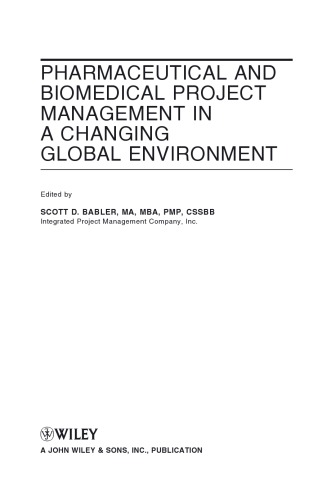 PHARMACEUTICAL AND
BIOMEDICAL PROJECT
MANAGEMENT IN
A CHANGING
GLOBAL ENVIRONMENT
Edited by
SCOTT D. BABLER, MA, MBA, PMP, CSSBB
Integrated Project Management Company, Inc.
WILEY
A JOHN WILEY & SONS, INC., PUBLICATION